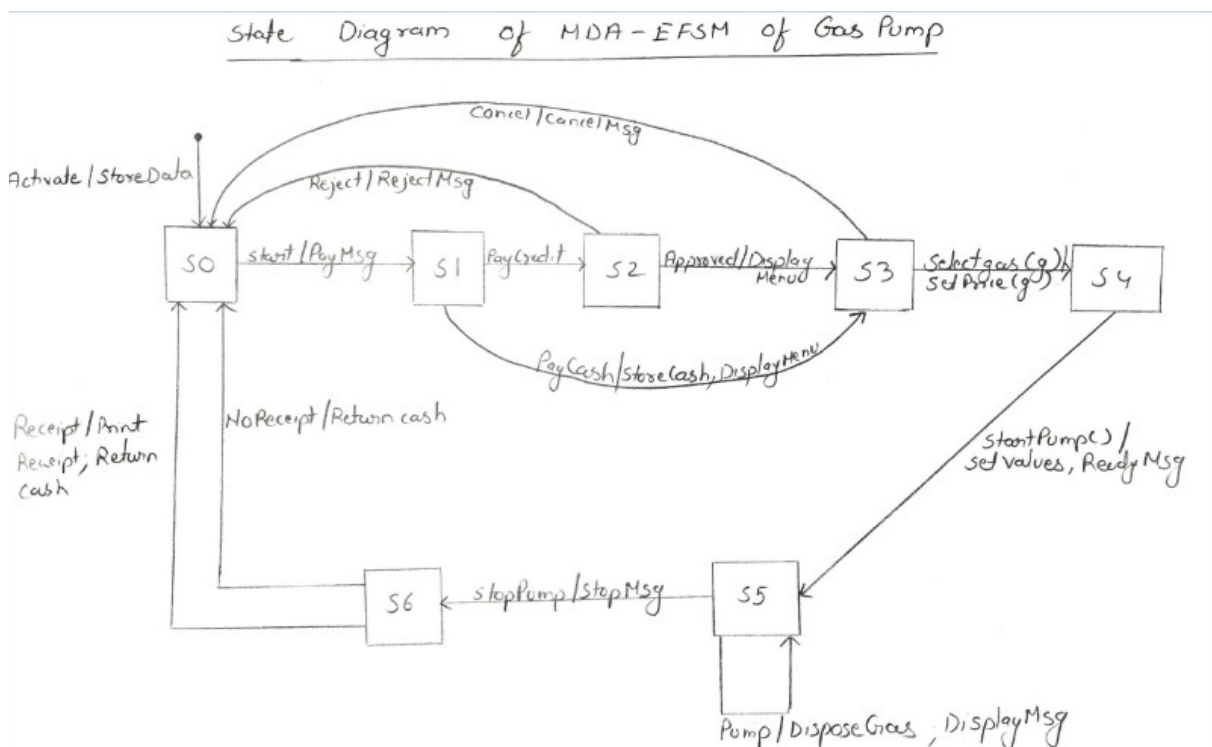 State Diagram of MDA-EFSM of Gas Pump
Cancel/CancelMsg
Activate/StoreData
Reject/RejectMsg
S0
start/PayMsg
S1
PayCredit
S2
Approved/Display
Menu
S3
Selectgas(g)/
SetPrice(g)
S4
PayCash/StoreCash, DisplayMenu
Receipt/Print
Receipt; Return
cash
NoReceipt/Return cash
StartPump()/
setvalues, ReadyMsg
S6
stopPump/StopMsg
S5
Pump/DisposeGas, DisplayMsg